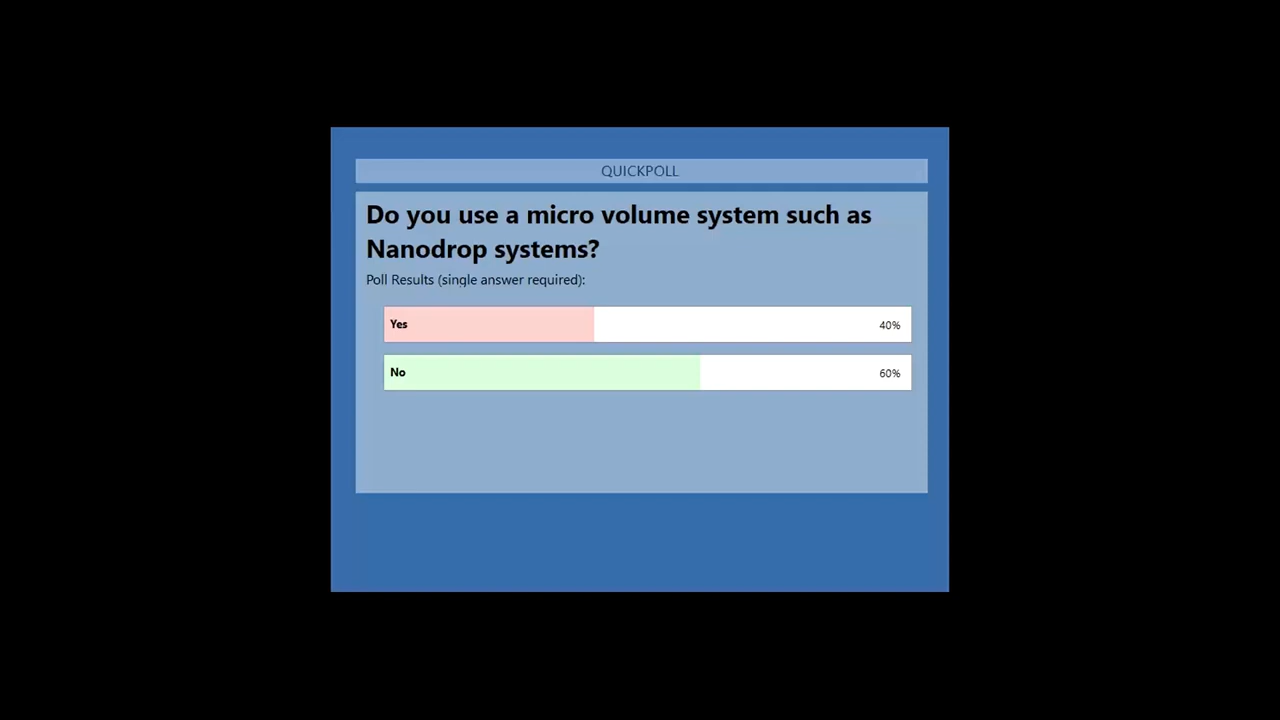 QUICKPOLL
Do you use a micro volume system such as
Nanodrop systems?
Poll Results (single answer required):
Yes 40%
No 60%